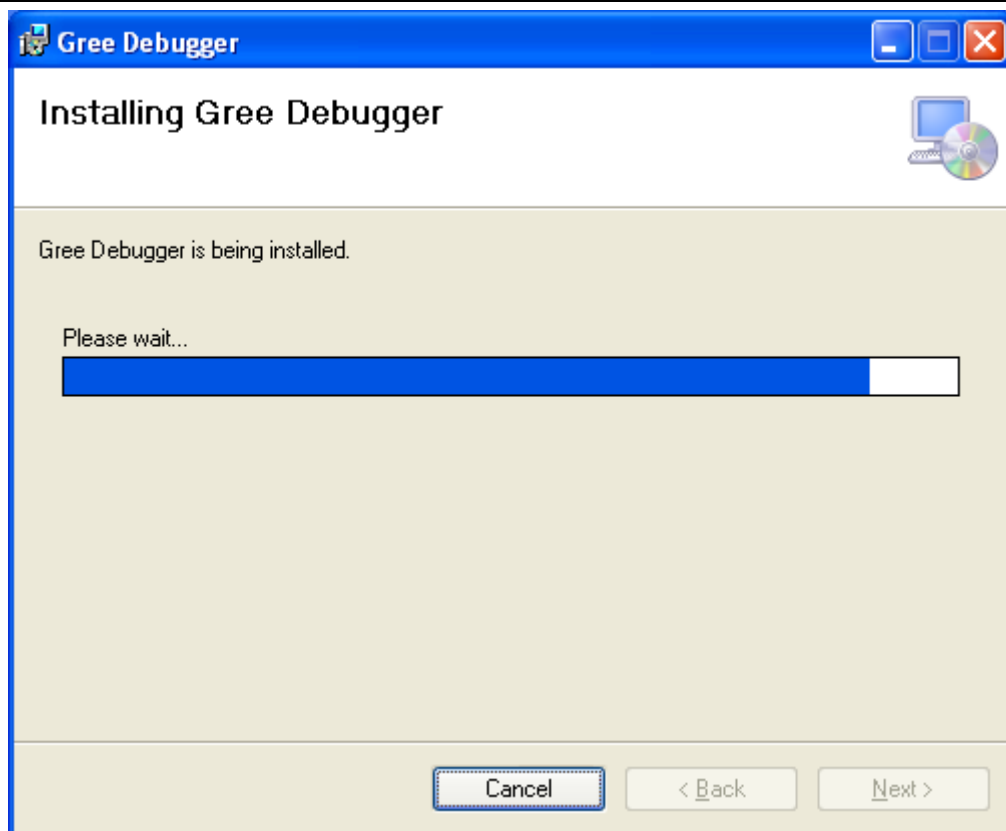 Gree Debugger
Installing Gree Debugger
Gree Debugger is being installed.
Please wait...
Cancel
< Back
Next >